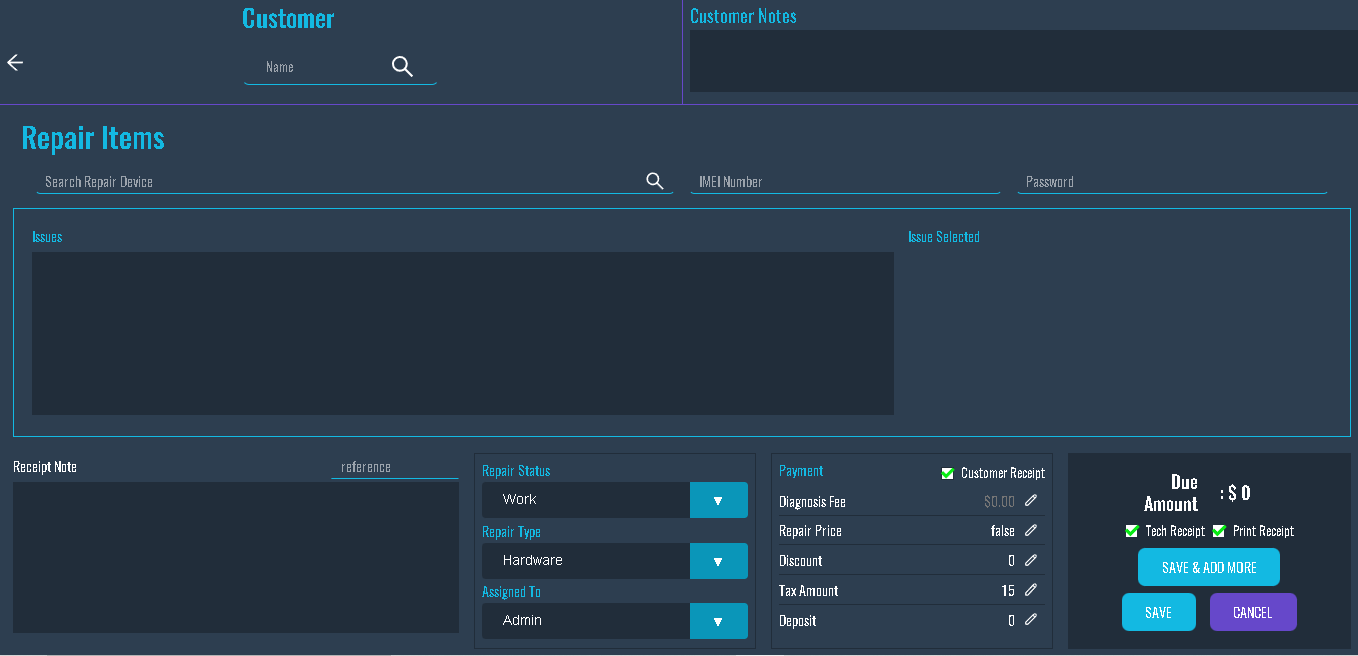 Customer
Name
Customer Notes
Repair Items
Search Repair Device
IMEI Number
Password
Issues
Issue Selected
Receipt Note
reference
Repair Status
Work
Repair Type
Hardware
Assigned To
Admin
Payment
Customer Receipt
Diagnosis Fee $0.00
Repair Price false
Discount 0
Tax Amount 15
Deposit 0
Due
Amount
: $ 0
Tech Receipt
Print Receipt
SAVE & ADD MORE
SAVE
CANCEL